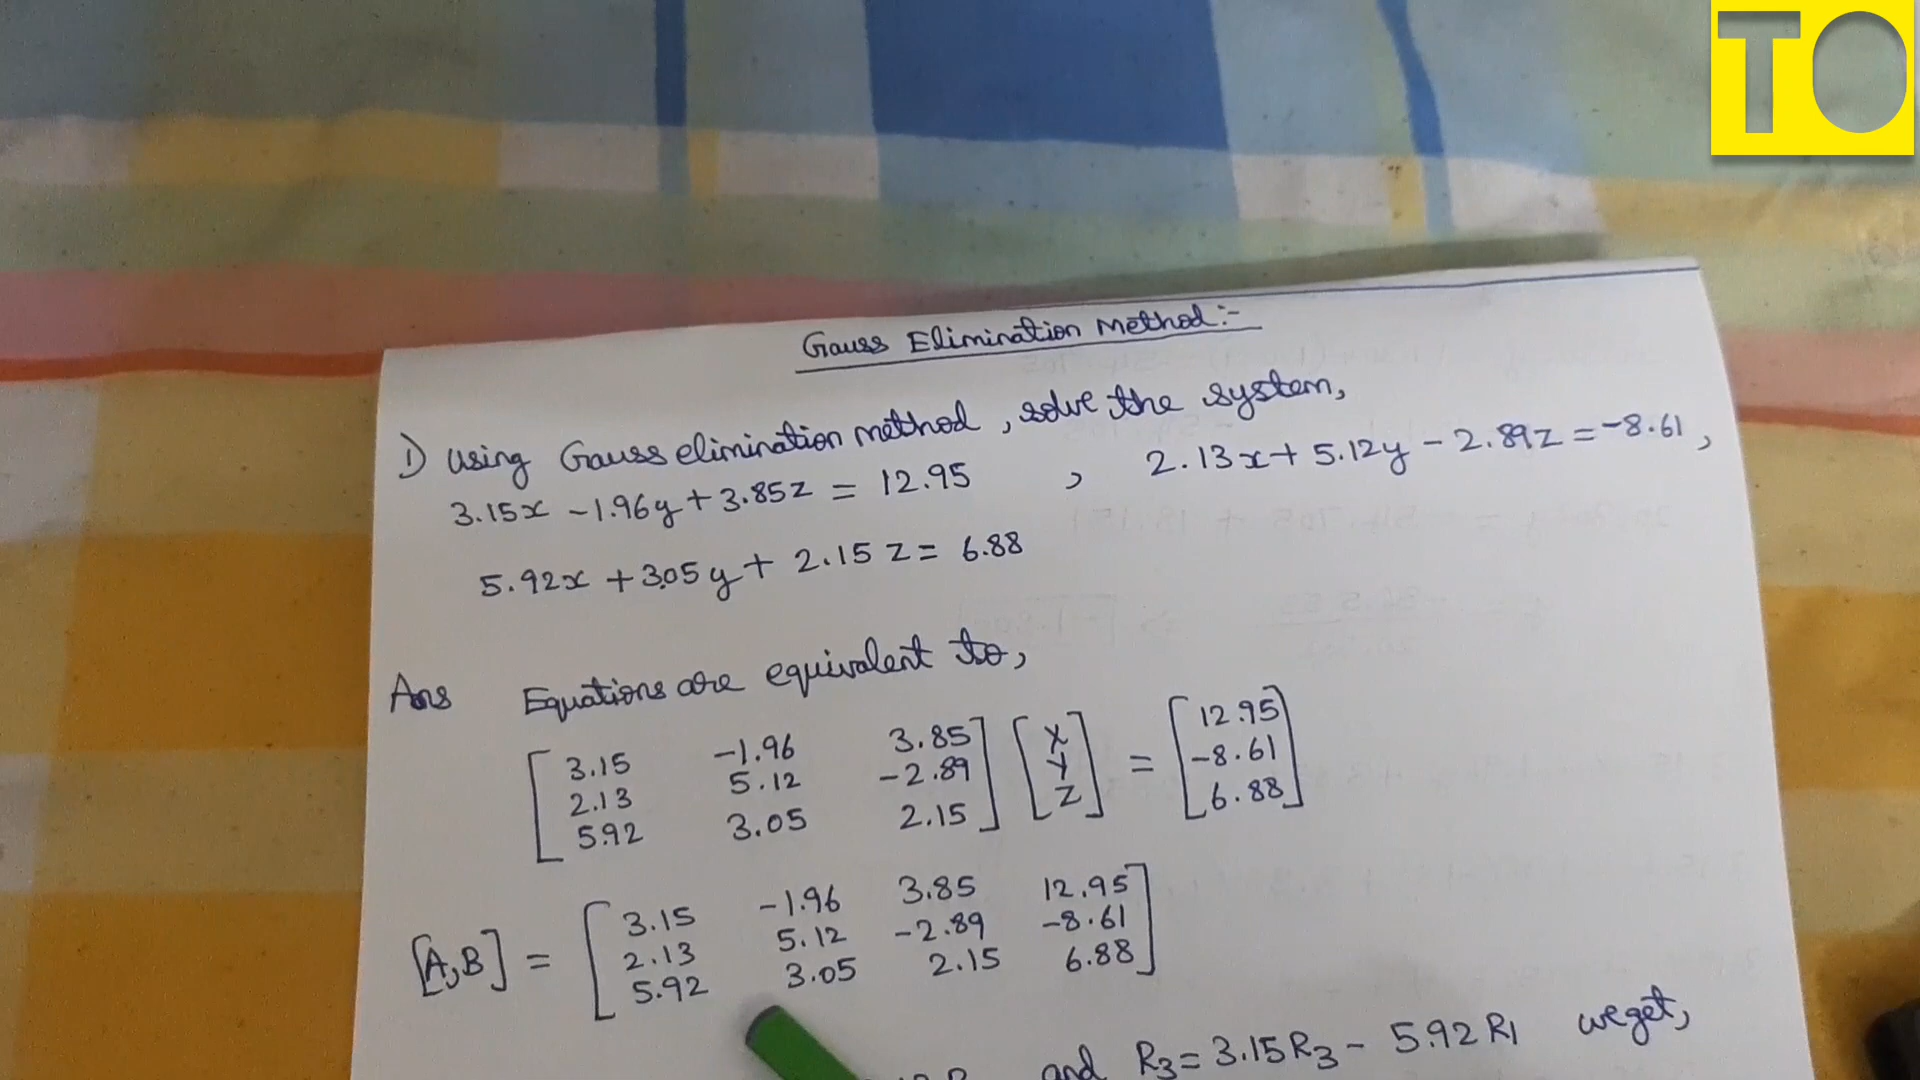 TO
Gauss Elimination Method:-
1) Using Gauss elimination method, solve the system,
3.15x -1.96y + 3.85z = 12.95 , 2.13x + 5.12y - 2.89z = -8.61,
5.92x + 3.05y + 2.15z = 6.88
Ans Equations are equivalent to,
[ 3.15 -1.96 3.85 ] [ X ] = [ 12.95 ]
[ 2.13 5.12 -2.89 ] [ Y ] [ -8.61 ]
[ 5.92 3.05 2.15 ] [ Z ] [ 6.88 ]
[A,B] = [ 3.15 -1.96 3.85 12.95 ]
[ 2.13 5.12 -2.89 -8.61 ]
[ 5.92 3.05 2.15 6.88 ]
and R3 = 3.15R3 - 5.92R1 we get,